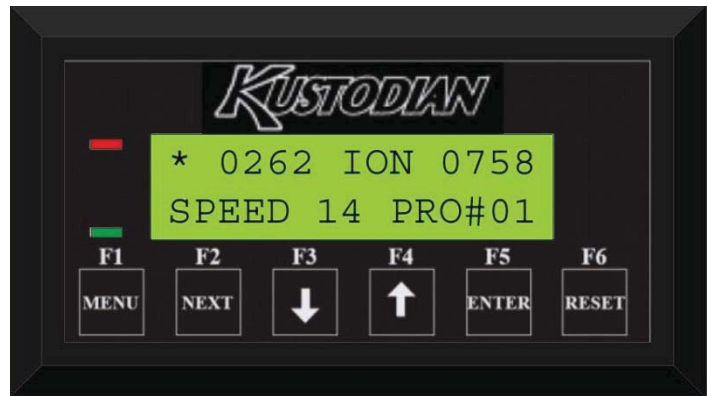 KUSTODIAN
* 0262 ION 0758
SPEED 14 PRO#01
F1 F2 F3 F4 F5 F6
MENU NEXT ENTER RESET